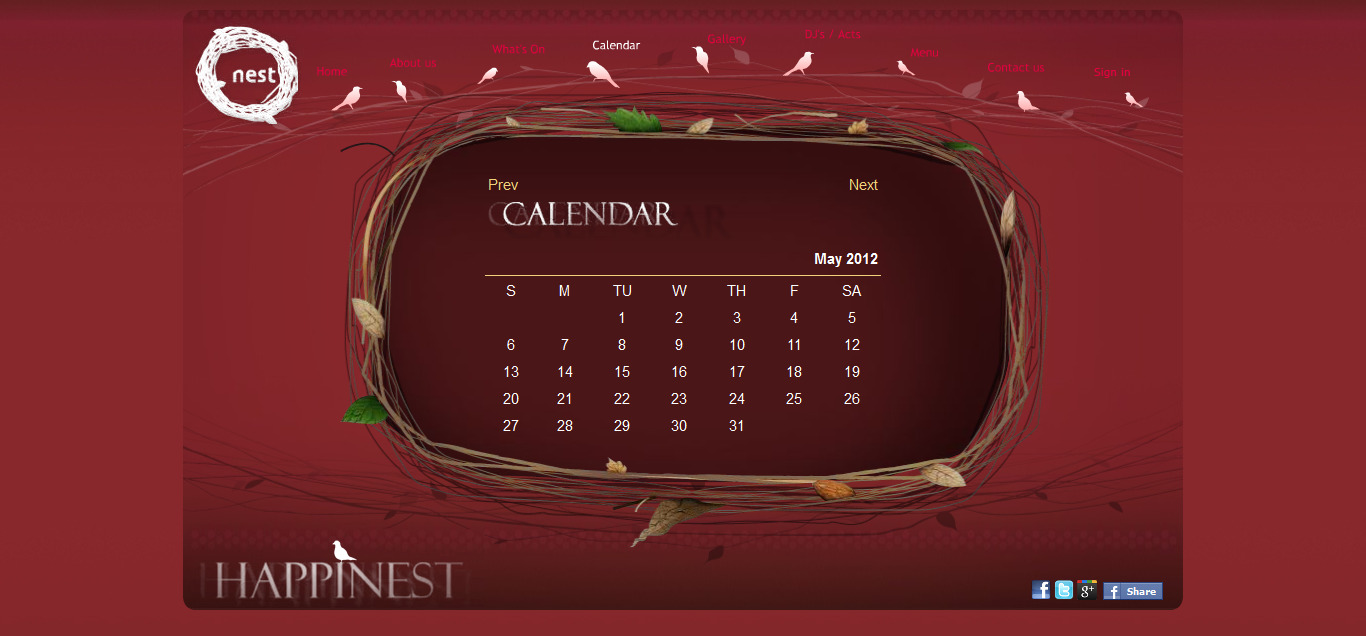 nest
Home
About us
What's On
Calendar
Gallery
DJ's / Acts
Menu
Contact us
Sign In
Prev Next
CALENDAR
May 2012
S M TU W TH F SA
1 2 3 4 5
6 7 8 9 10 11 12
13 14 15 16 17 18 19
20 21 22 23 24 25 26
27 28 29 30 31
HAPPINEST
f t g+ f Share